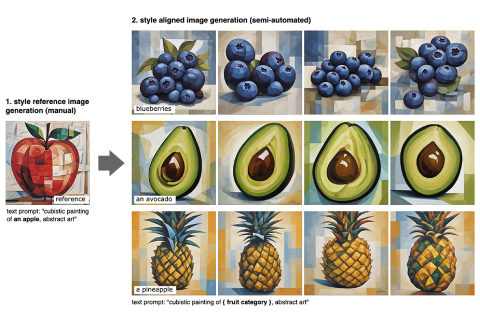 2. style aligned image generation (semi-automated)
1. style reference image
generation (manual)
reference
text prompt: "cubistic painting
of an apple, abstract art"
blueberries
an avocado
a pineapple
text prompt: "cubistic painting of { fruit category }, abstract art"